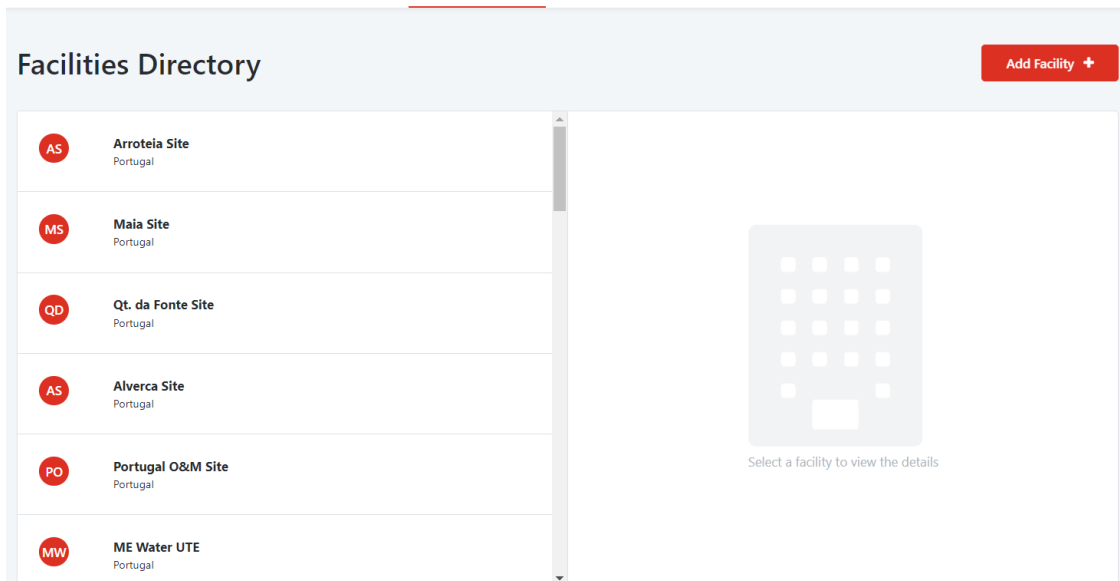 Facilities Directory
Add Facility +
AS
Arroteia Site
Portugal
MS
Maia Site
Portugal
QD
Qt. da Fonte Site
Portugal
AS
Alverca Site
Portugal
PO
Portugal O&M Site
Portugal
MW
ME Water UTE
Portugal
Select a facility to view the details